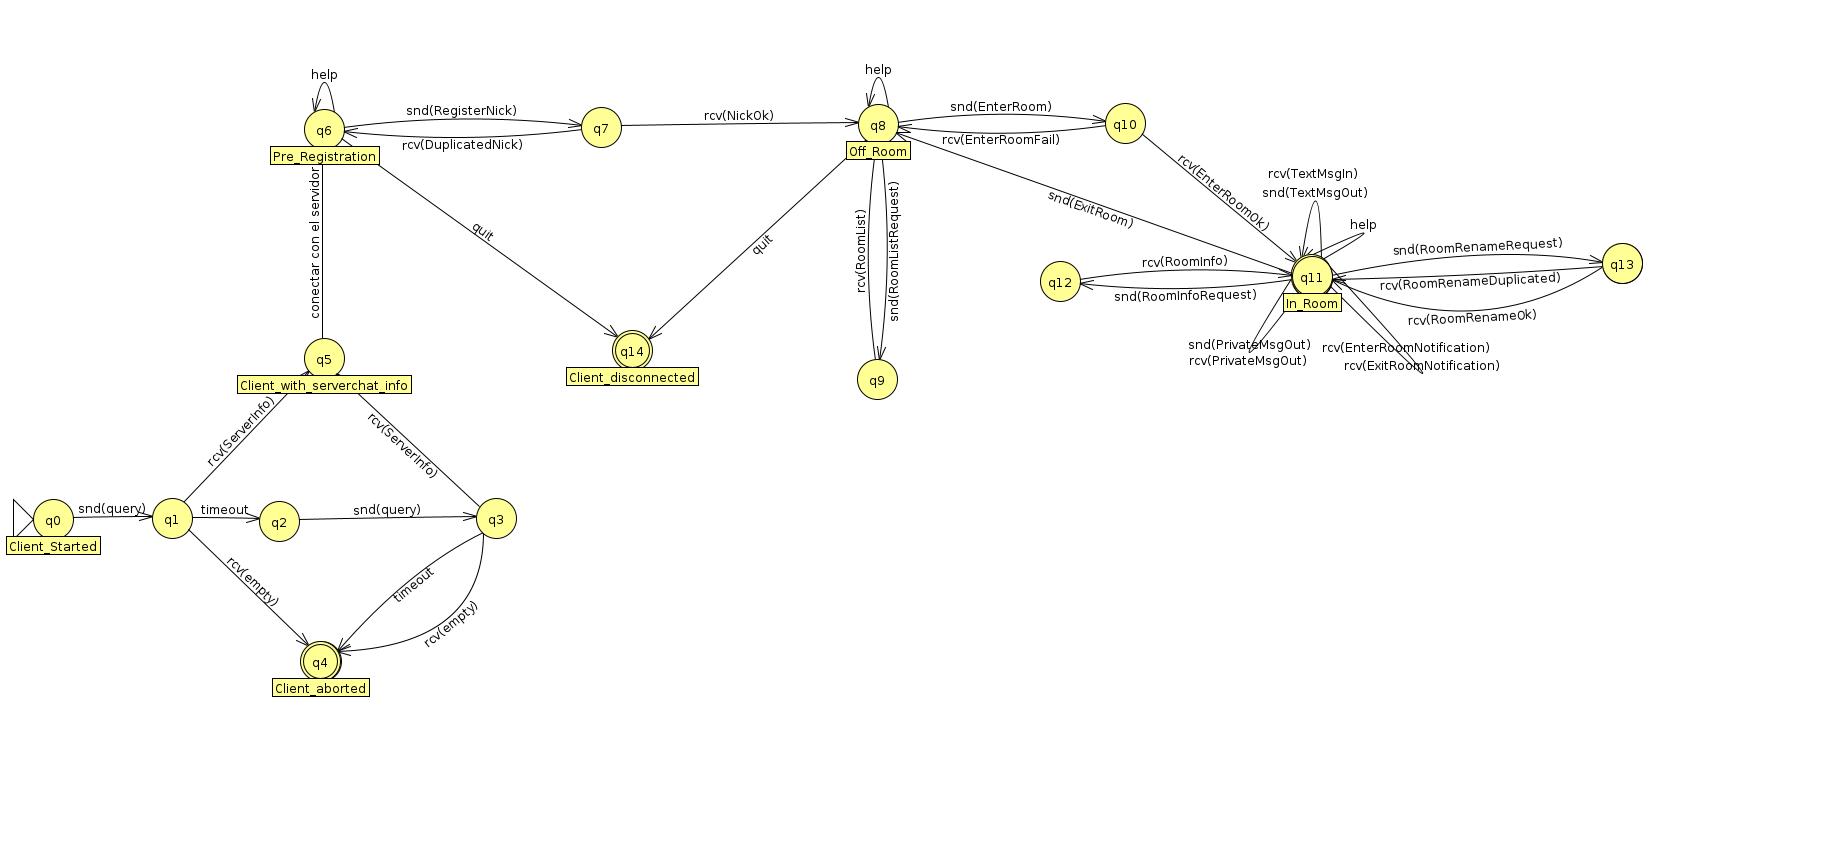 help
q6
Pre_Registration
snd(RegisterNick)
rcv(DuplicatedNick)
q7
rcv(NickOk)
help
q8
Off_Room
snd(EnterRoom)
rcv(EnterRoomFail)
q10
rcv(EnterRoomOk)
snd(ExitRoom)
rcv(TextMsgIn)
snd(TextMsgOut)
help
q11
In_Room
snd(RoomRenameRequest)
rcv(RoomRenameDuplicated)
rcv(RoomRenameOk)
q13
q12
rcv(RoomInfo)
snd(RoomInfoRequest)
snd(PrivateMsgOut)
rcv(PrivateMsgOut)
rcv(EnterRoomNotification)
rcv(ExitRoomNotification)
conectar con el servidor
quit
quit
rcv(RoomList)
snd(RoomListRequest)
q5
Client_with_serverchat_info
q14
Client_disconnected
q9
rcv(ServerInfo)
rcv(ServerInfo)
q0
Client_Started
snd(query)
q1
timeout
q2
snd(query)
q3
rcv(empty)
timeout
rcv(empty)
q4
Client_aborted